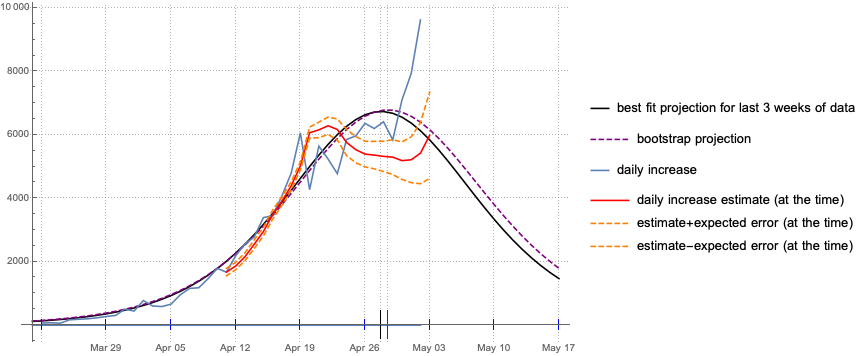 10 000
8000
6000
4000
2000
Mar 29 Apr 05 Apr 12 Apr 19 Apr 26 May 03 May 10 May 17
best fit projection for last 3 weeks of data
bootstrap projection
daily increase
daily increase estimate (at the time)
estimate+expected error (at the time)
estimate−expected error (at the time)